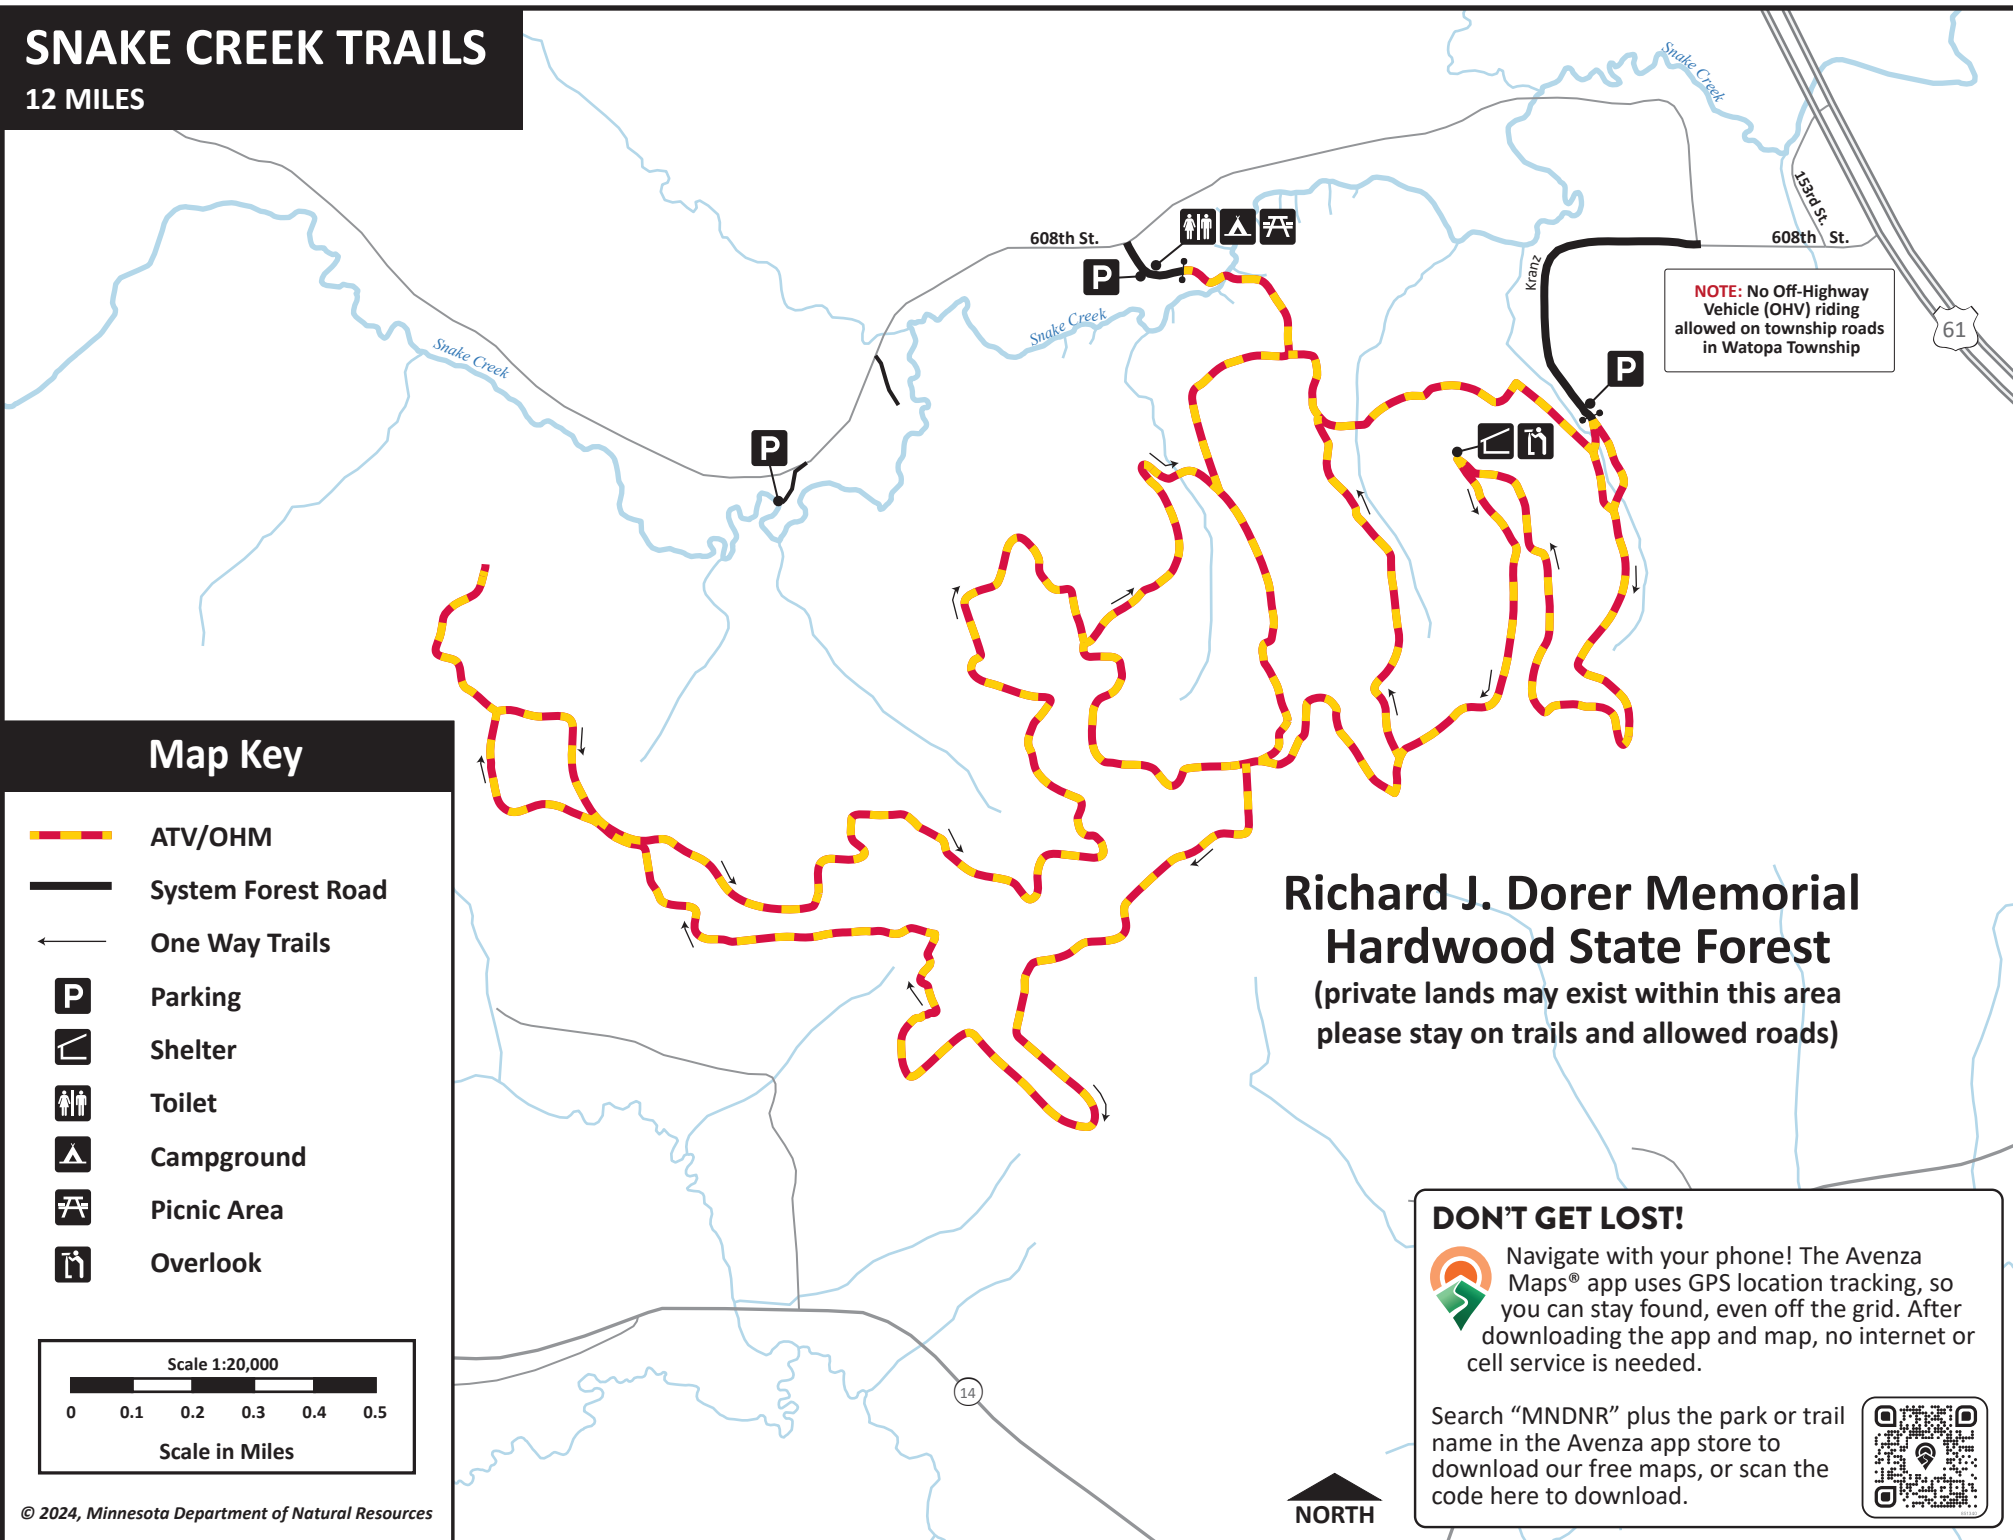 SNAKE CREEK TRAILS
12 MILES
Snake Creek
153rd St.
608th St.
608th St.
Kranz
NOTE: No Off-Highway
Vehicle (OHV) riding
allowed on township roads
in Watopa Township
61
P
Snake Creek
Snake Creek
P
P
Map Key
ATV/OHM
System Forest Road
One Way Trails
P Parking
Shelter
Toilet
Campground
Picnic Area
Overlook
Scale 1:20,000
0 0.1 0.2 0.3 0.4 0.5
Scale in Miles
© 2024, Minnesota Department of Natural Resources
Richard J. Dorer Memorial
Hardwood State Forest
(private lands may exist within this area
please stay on trails and allowed roads)
14
NORTH
DON'T GET LOST!
Navigate with your phone! The Avenza
Maps® app uses GPS location tracking, so
you can stay found, even off the grid. After
downloading the app and map, no internet or
cell service is needed.
Search “MNDNR” plus the park or trail
name in the Avenza app store to
download our free maps, or scan the
code here to download.